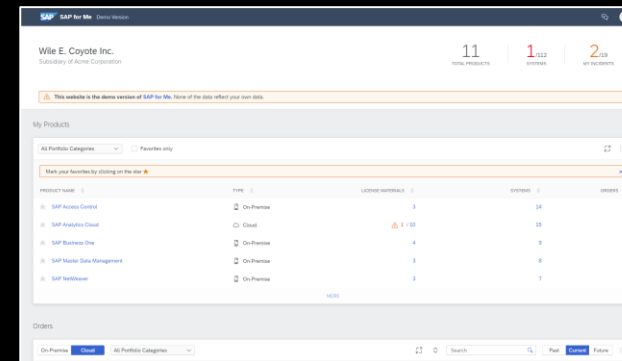 SAP SAP for Me Demo Version
Wile E. Coyote Inc.
Subsidiary of Acme Corporation
11
TOTAL PRODUCTS
1/113
SYSTEMS
2/19
MY INCIDENTS
This website is the demo version of SAP for Me. None of the data reflect your own data.
My Products
All Portfolio Categories Favorites only
Mark your favorites by clicking on the star
PRODUCT NAME TYPE LICENSE MATERIALS SYSTEMS ORDERS
SAP Access Control On-Premise 3 14
SAP Analytics Cloud Cloud 1 / 10 15
SAP Business One On-Premise 4 9
SAP Master Data Management On-Premise 3 8
SAP NetWeaver On-Premise 3 7
MORE
Orders
On-Premise Cloud All Portfolio Categories Search Past Current Future